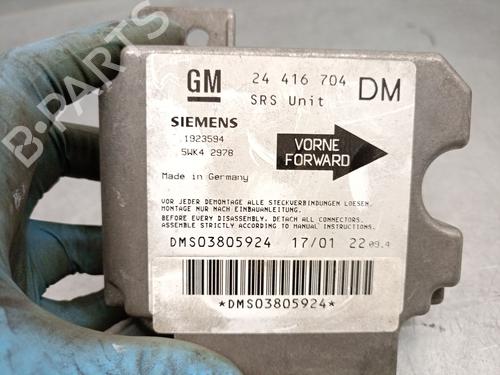 GM 24 416 704 DM
SRS Unit
SIEMENS
1923594
5WK4 2978
VORNE
FORWARD
Made in Germany
VOR JEDER DEMONTAGE ALLE STECKVERBINDUNGEN LOESEN.
MONTAGE NUR NACH EINBAUANLEITUNG.
BEFORE EVERY DISASSEMBLY. DETACH ALL CONNECTORS.
ASSEMBLE STRICTLY ACCORDING TO MANUAL INSTRUCTIONS.
DMS03805924 17/01 22 09.4
*DMS03805924*
B-PARTS